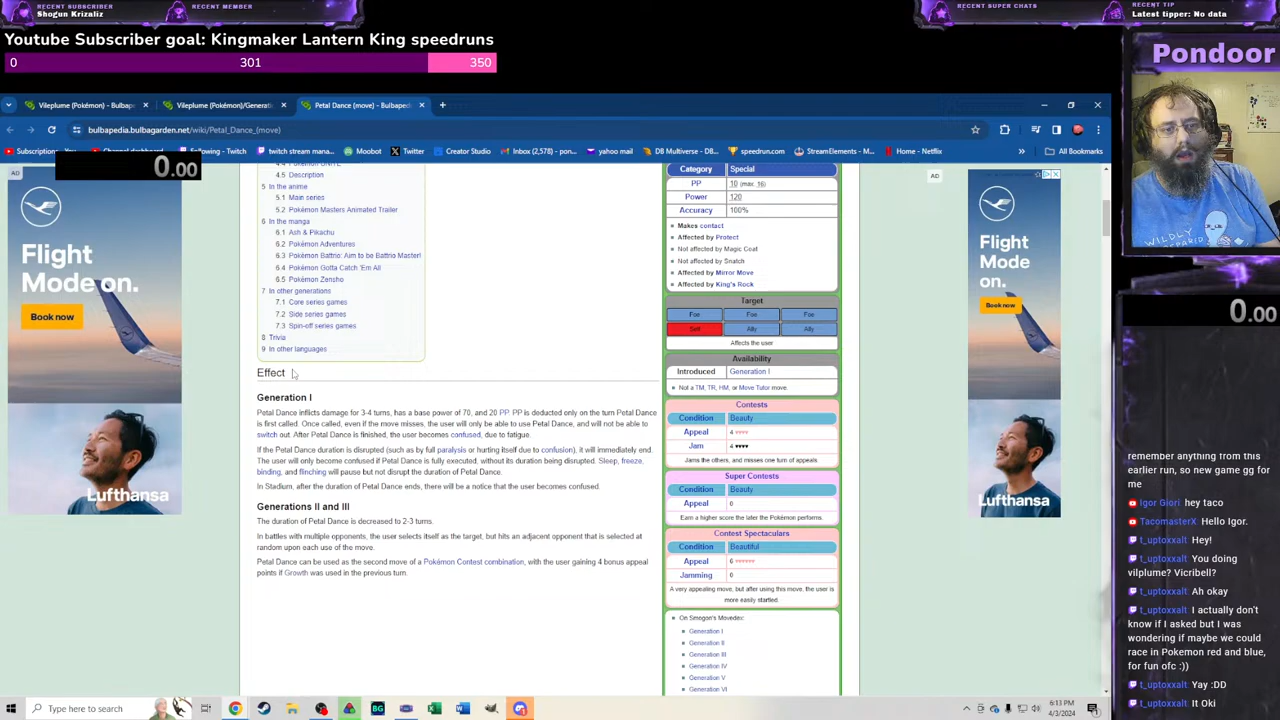 RECENT SUBSCRIBER
Shogun Krizaliz
RECENT MEMBER
RECENT SUPER CHATS
RECENT TIP
Latest tipper: No data
Youtube Subscriber goal: Kingmaker Lantern King speedruns
0
301
350
Pondoor
Vileplume (Pokémon) - Bulbap
Vileplume (Pokémon)/Generati
Petal Dance (move) - Bulbaped
bulbapedia.bulbagarden.net/wiki/Petal_Dance_(move)
Subscriptions
Channel dashboard
Following - Twitch
twitch stream mana...
Moobot
Twitter
Creator Studio
Inbox (2,578) - pon...
yahoo mail
DB Multiverse - DB...
speedrun.com
StreamElements - M...
Home - Netflix
All Bookmarks
0.00
AD
Flight
Mode on.
Book now
Lufthansa
4.5 Description
5 In the anime
5.1 Main series
5.2 Pokémon Masters Animated Trailer
6 In the manga
6.1 Ash & Pikachu
6.2 Pokémon Adventures
6.3 Pokémon Battrio: Aim to be Battrio Master!
6.4 Pokémon Gotta Catch 'Em All
6.5 Pokémon Zensho
7 In other generations
7.1 Core series games
7.2 Side series games
7.3 Spin-off series games
8 Trivia
9 In other languages
Effect
Generation I
Petal Dance inflicts damage for 3-4 turns, has a base power of 70, and 20 PP. PP is deducted only on the turn Petal Dance
is first called. Once called, even if the move misses, the user will only be able to use Petal Dance, and will not be able to
switch out. After Petal Dance is finished, the user becomes confused, due to fatigue.
If the Petal Dance duration is disrupted (such as by full paralysis or hurting itself due to confusion), it will immediately end.
The user will only become confused if Petal Dance is fully executed, without its duration being disrupted. Sleep, freeze,
binding, and flinching will pause but not disrupt the duration of Petal Dance.
In Stadium, after the duration of Petal Dance ends, there will be a notice that the user becomes confused.
Generations II and III
The duration of Petal Dance is decreased to 2-3 turns.
In battles with multiple opponents, the user selects itself as the target, but hits an adjacent opponent that is selected at
random upon each use of the move.
Petal Dance can be used as the second move of a Pokémon Contest combination, with the user gaining 4 bonus appeal
points if Growth was used in the previous turn.
Category Special
PP 10 (max. 16)
Power 120
Accuracy 100%
Makes contact
Affected by Protect
Not affected by Magic Coat
Not affected by Snatch
Affected by Mirror Move
Affected by King's Rock
Target
Foe Foe Foe
Self Ally Ally
Affects the user
Availability
Introduced Generation I
Not a TM, TR, HM, or Move Tutor move.
Contests
Condition Beauty
Appeal 4 ♥♥♥♥
Jam 4 ♥♥♥♥
Jams the others, and misses one turn of appeals
Super Contests
Condition Beauty
Appeal 0
Earn a higher score the later the Pokémon performs.
Contest Spectaculars
Condition Beautiful
Appeal 6 ♥♥♥♥♥♥
Jamming 0
A very appealing move, but after using this move, the user is
more easily startled.
On Smogon's Movedex:
Generation I
Generation II
Generation III
Generation IV
Generation V
Generation VI
AD
Flight
Mode
on.
Book now
Lufthansa
WILDLY
0.00
remember anything from this
earlier run, so new game gg for
me
Igor Giori hey taco
TacomasterX Hello Igor.
t_uptoxxalt: Hey!
t_uptoxxalt: You doing
vilplume? Vicribell?
t_uptoxxalt: Ah okay
t_uptoxxalt: I actually don't
know if I asked but I was
wondering if maybe we could
race in Pokemon red and blue,
for fun ofc :))
t_uptoxxalt: Yay :DD
t_uptoxxalt: It Oki
Type here to search
6:13 PM
4/3/2024